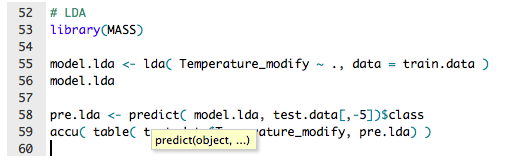 52 # LDA
53 library(MASS)
54
55 model.lda <- lda( Temperature_modify ~ ., data = train.data )
56 model.lda
57
58 pre.lda <- predict( model.lda, test.data[,-5])$class
59 accu( table( ature_modify, pre.lda) )
predict(object, ...)
60